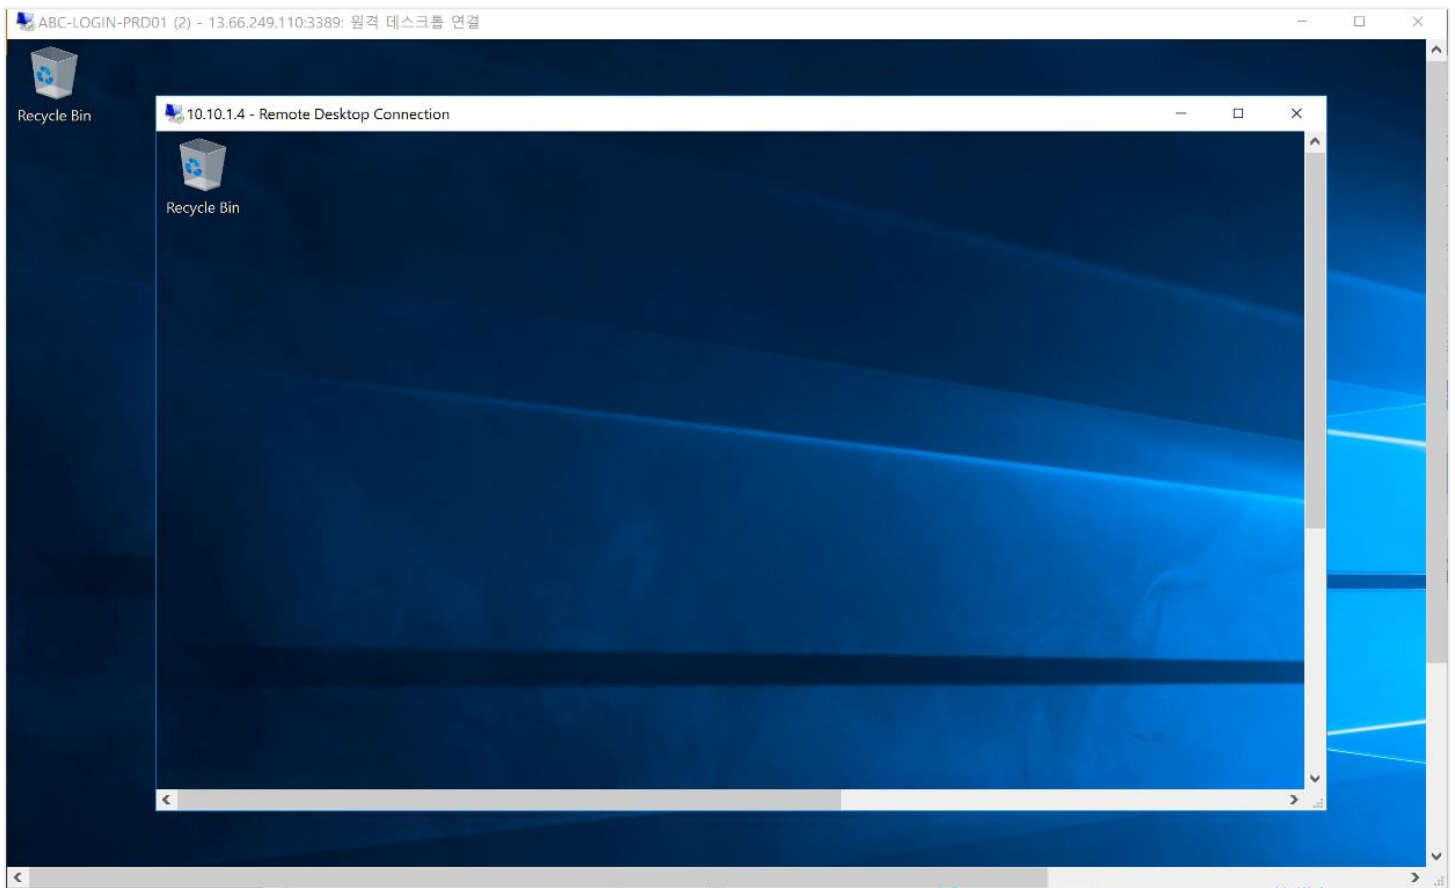 ABC-LOGIN-PRD01 (2) - 13.66.249.110:3389: 원격 데스크톱 연결
Recycle Bin
10.10.1.4 - Remote Desktop Connection
Recycle Bin